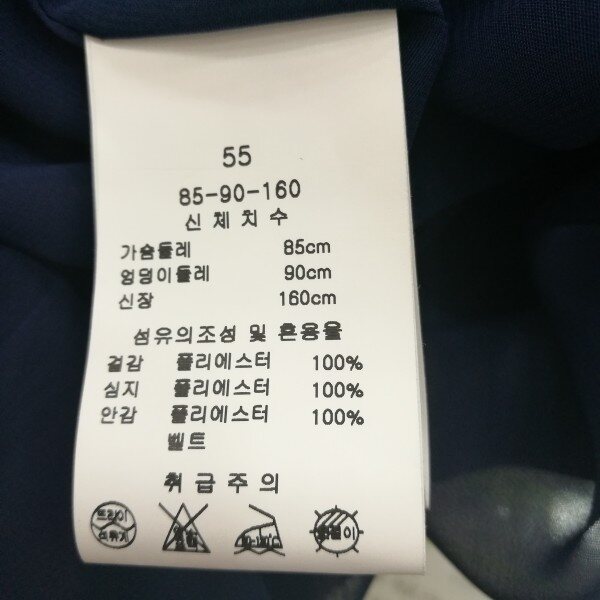 55
85-90-160
신체치수
가슴둘레 85cm
엉덩이둘레 90cm
신장 160cm
섬유의조성 및 혼용율
겉감 폴리에스터 100%
심지 폴리에스터 100%
안감 폴리에스터 100%
벨트
취급주의
드라이